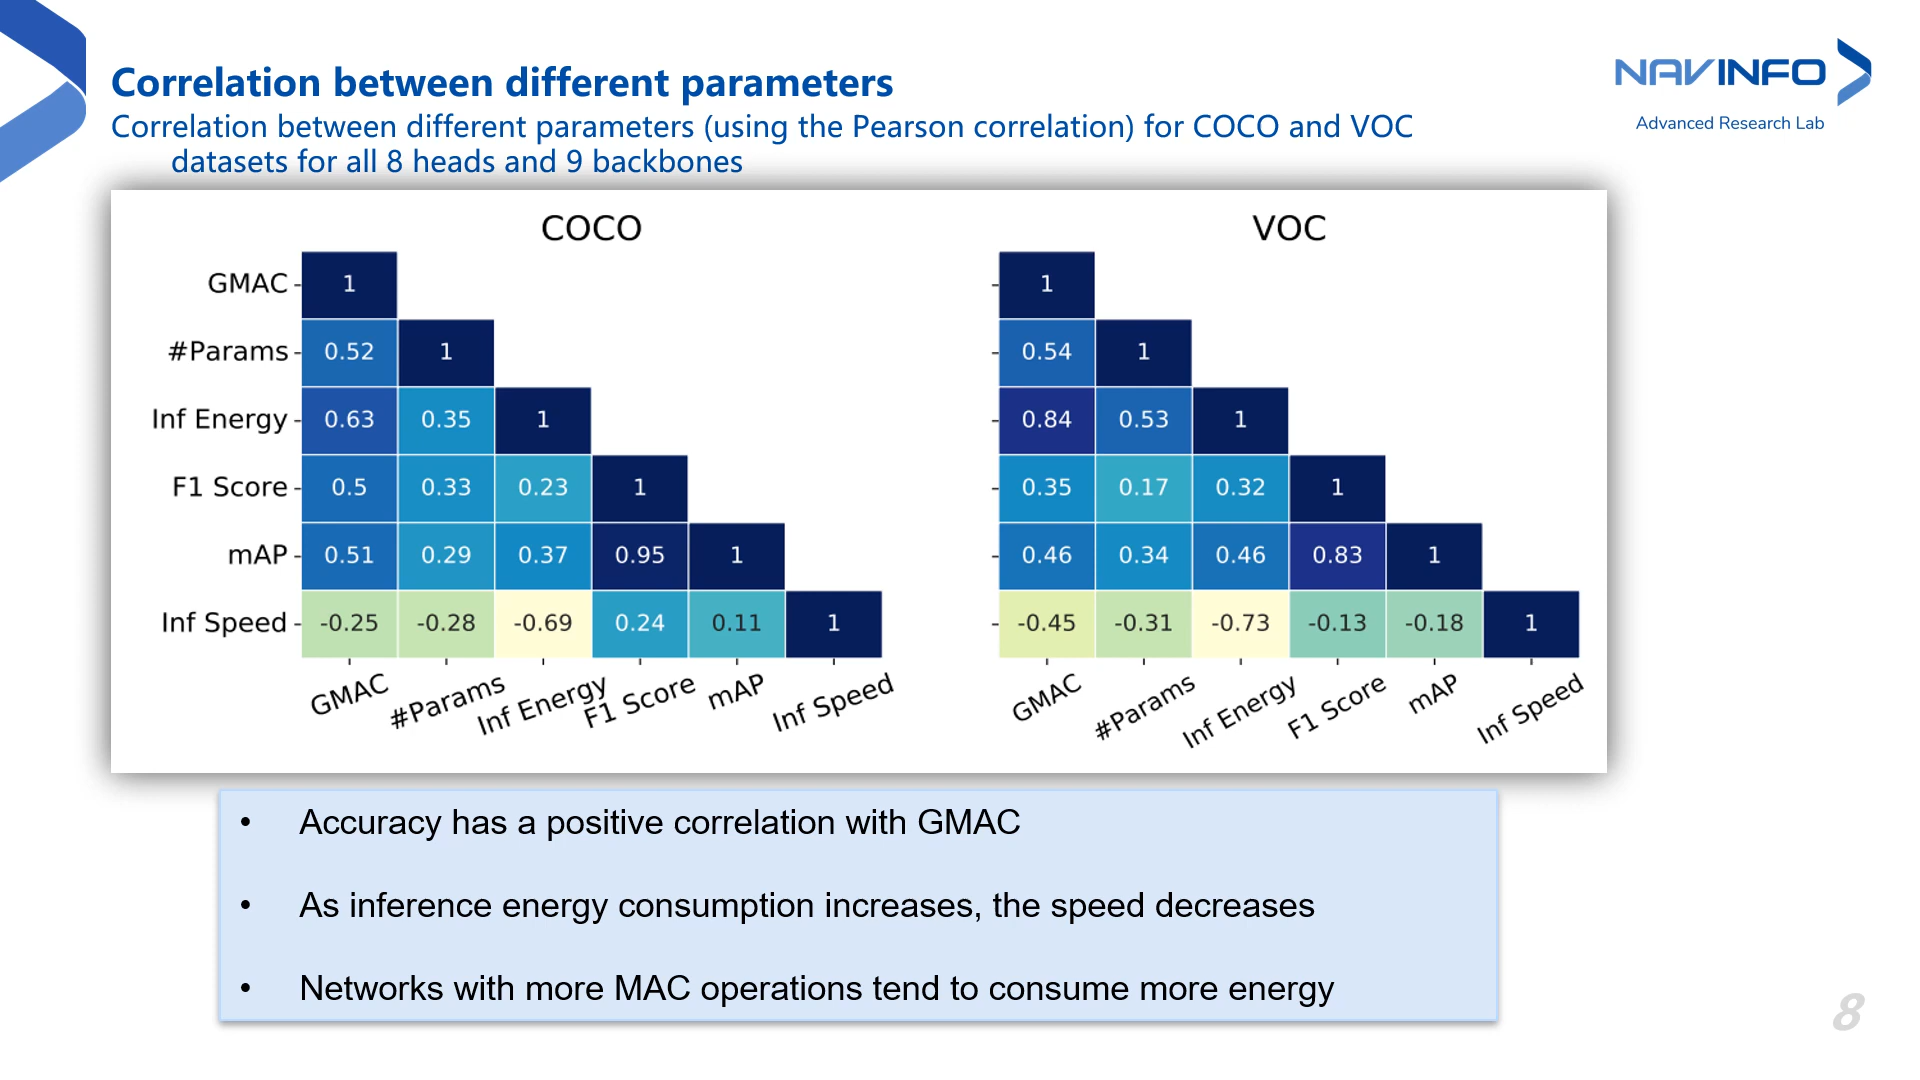 Correlation between different parameters
Correlation between different parameters (using the Pearson correlation) for COCO and VOC
datasets for all 8 heads and 9 backbones
NAVINFO
Advanced Research Lab
COCO
GMAC 1
#Params 0.52 1
Inf Energy 0.63 0.35 1
F1 Score 0.5 0.33 0.23 1
mAP 0.51 0.29 0.37 0.95 1
Inf Speed -0.25 -0.28 -0.69 0.24 0.11 1
GMAC #Params Inf Energy F1 Score mAP Inf Speed
VOC
1
0.54 1
0.84 0.53 1
0.35 0.17 0.32 1
0.46 0.34 0.46 0.83 1
-0.45 -0.31 -0.73 -0.13 -0.18 1
GMAC #Params Inf Energy F1 Score mAP Inf Speed
• Accuracy has a positive correlation with GMAC
• As inference energy consumption increases, the speed decreases
• Networks with more MAC operations tend to consume more energy
8